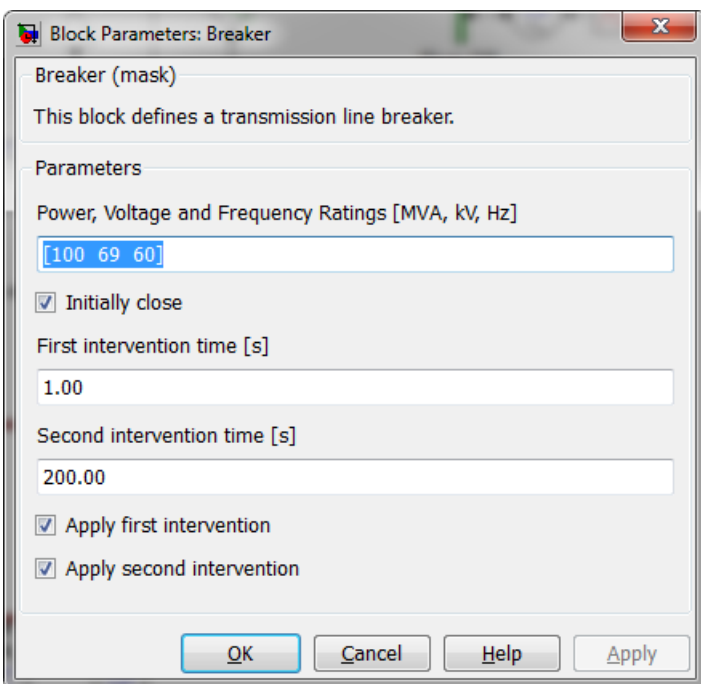 Block Parameters: Breaker
Breaker (mask)
This block defines a transmission line breaker.
Parameters
Power, Voltage and Frequency Ratings [MVA, kV, Hz]
[100 69 60]
Initially close
First intervention time [s]
1.00
Second intervention time [s]
200.00
Apply first intervention
Apply second intervention
OK Cancel Help Apply